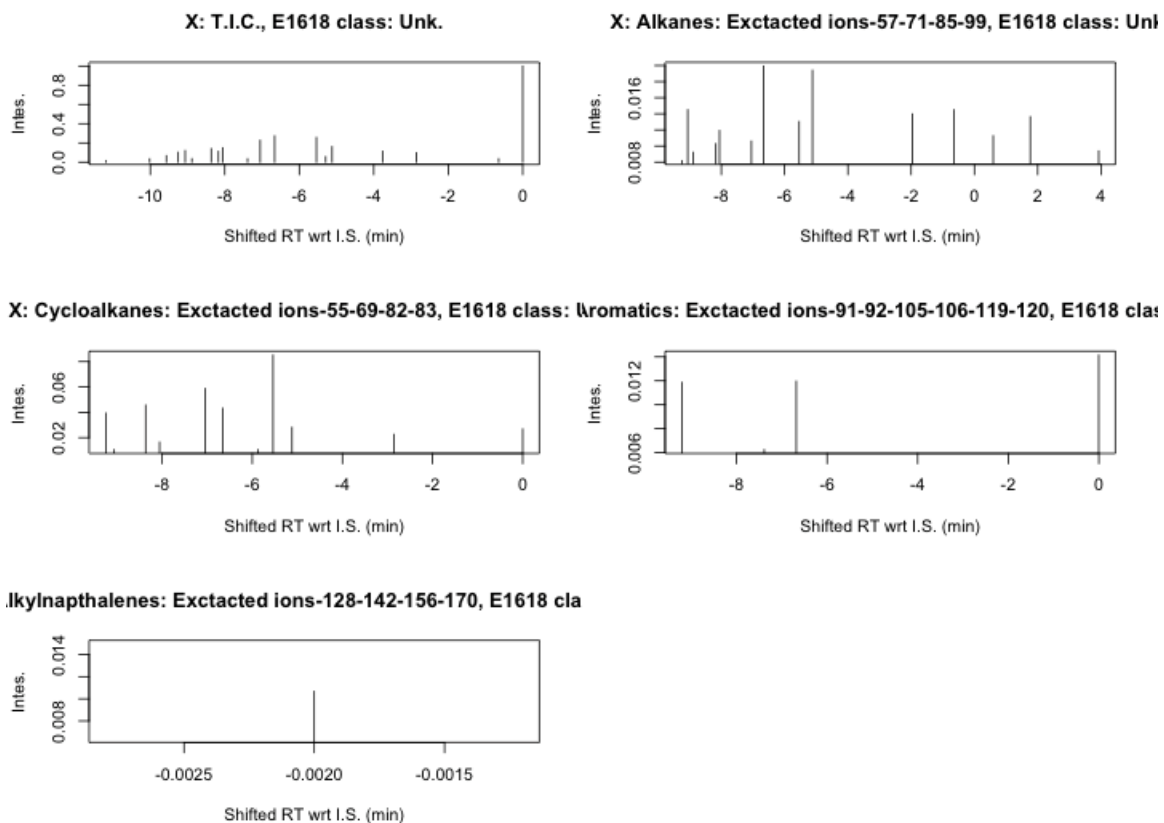 X: T.I.C., E1618 class: Unk.
Intes.
0.0 0.4 0.8
-10 -8 -6 -4 -2 0
Shifted RT wrt I.S. (min)
X: Alkanes: Exctacted ions-57-71-85-99, E1618 class: Unk
Intes.
0.008 0.016
-8 -6 -4 -2 0 2 4
Shifted RT wrt I.S. (min)
X: Cycloalkanes: Exctacted ions-55-69-82-83, E1618 class: U
Intes.
0.02 0.06
-8 -6 -4 -2 0
Shifted RT wrt I.S. (min)
Aromatics: Exctacted ions-91-92-105-106-119-120, E1618 clas
Intes.
0.006 0.012
-8 -6 -4 -2 0
Shifted RT wrt I.S. (min)
lkylnapthalenes: Exctacted ions-128-142-156-170, E1618 cla
Intes.
0.008 0.014
-0.0025 -0.0020 -0.0015
Shifted RT wrt I.S. (min)